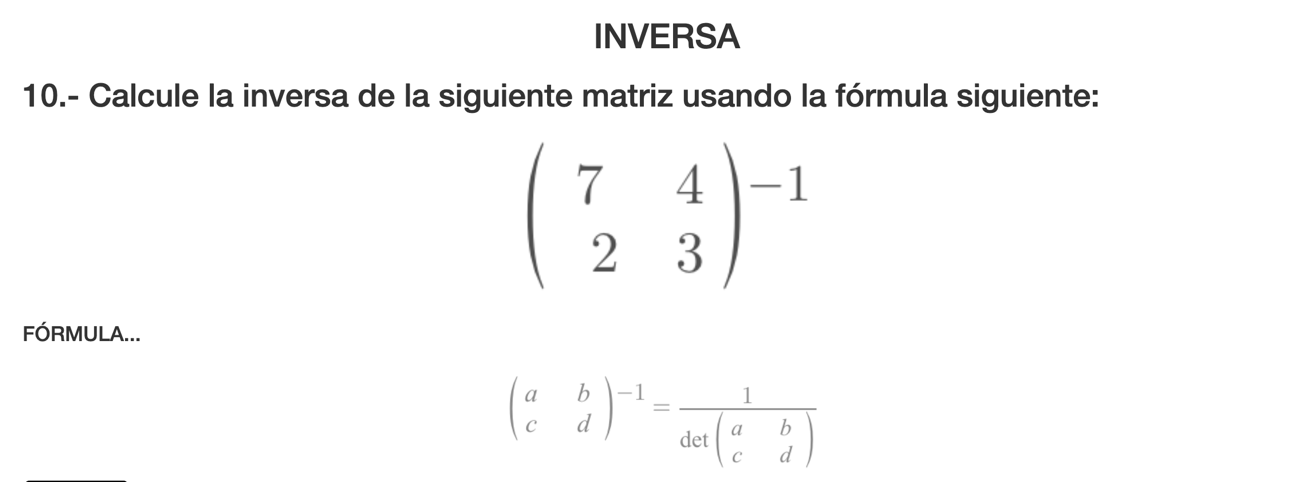 INVERSA
10.- Calcule la inversa de la siguiente matriz usando la fórmula siguiente:
( 7 4 ) −1
2 3
FÓRMULA...
( a b ) −1 = 1
c d det ( a b )
c d